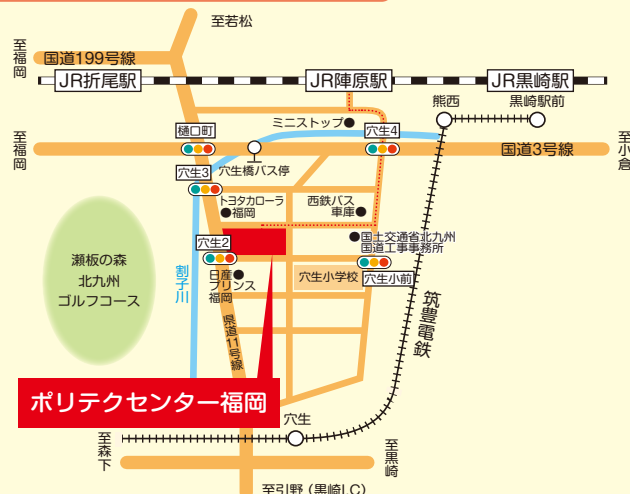 至若松
至福岡
国道199号線
JR折尾駅
JR陣原駅
JR黒崎駅
熊西
黒崎駅前
ミニストップ
樋口町
穴生4
至福岡
国道3号線
至小倉
穴生橋バス停
穴生3
トヨタカローラ
福岡
西鉄バス
車庫
国土交通省北九州
国道工事事務所
瀬板の森
北九州
ゴルフコース
穴生2
割子川
日産
プリンス
福岡
穴生小学校
穴生小前
筑豊電鉄
県道11号線
ポリテクセンター福岡
穴生
至森下
至黒崎
至引野（黒崎I.C）